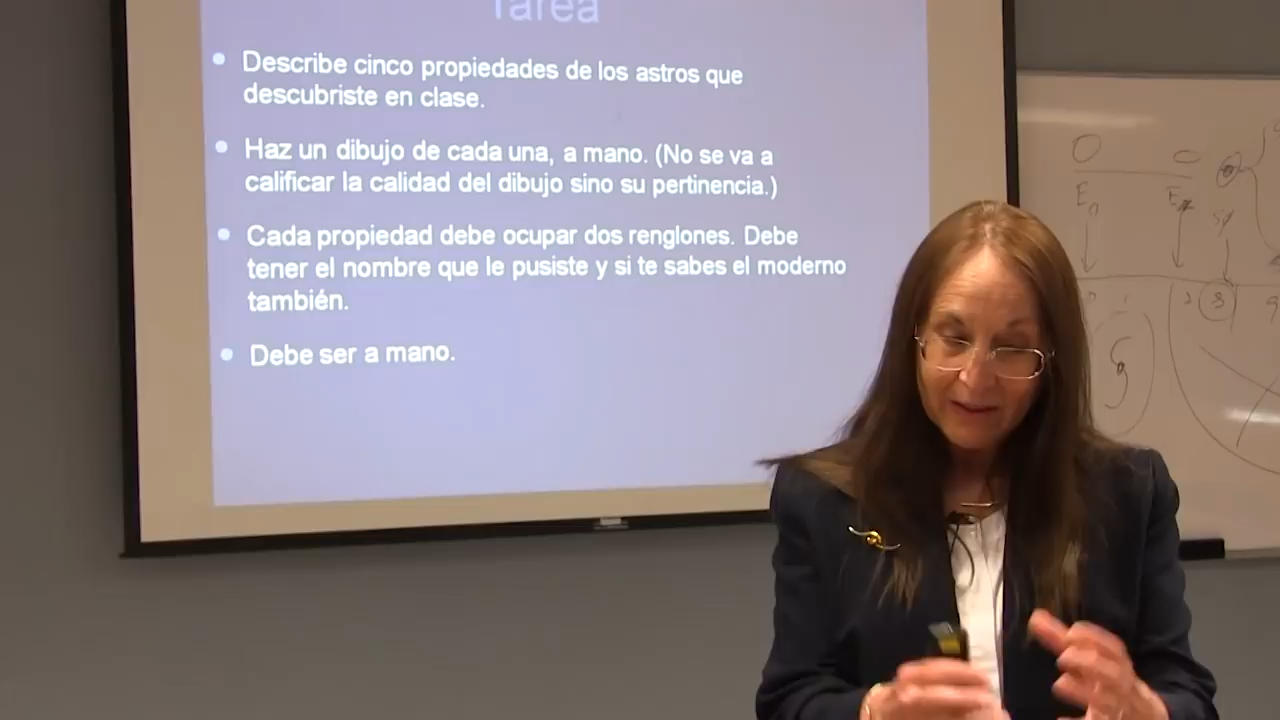 Tarea
• Describe cinco propiedades de los astros que
descubriste en clase.
• Haz un dibujo de cada una, a mano. (No se va a
calificar la calidad del dibujo sino su pertinencia.)
• Cada propiedad debe ocupar dos renglones. Debe
tener el nombre que le pusiste y si te sabes el moderno
también.
• Debe ser a mano.